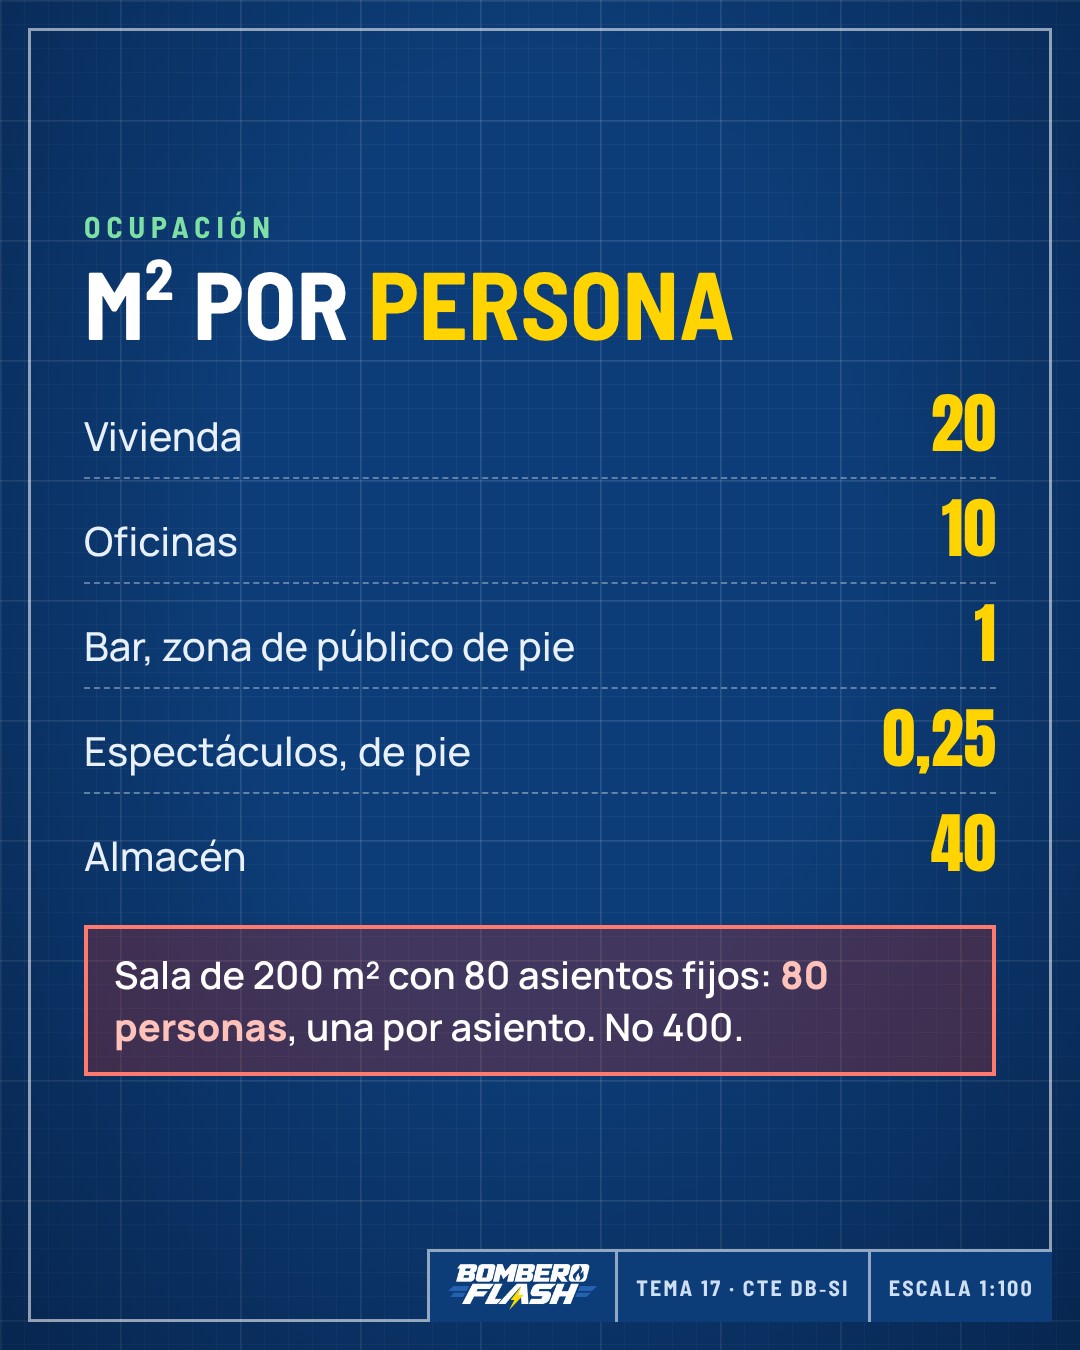 OCUPACIÓN
M² POR PERSONA
Vivienda 20
Oficinas 10
Bar, zona de público de pie 1
Espectáculos, de pie 0,25
Almacén 40
Sala de 200 m² con 80 asientos fijos: 80
personas, una por asiento. No 400.
BOMBERO
FLASH
TEMA 17 · CTE DB-SI
ESCALA 1:100